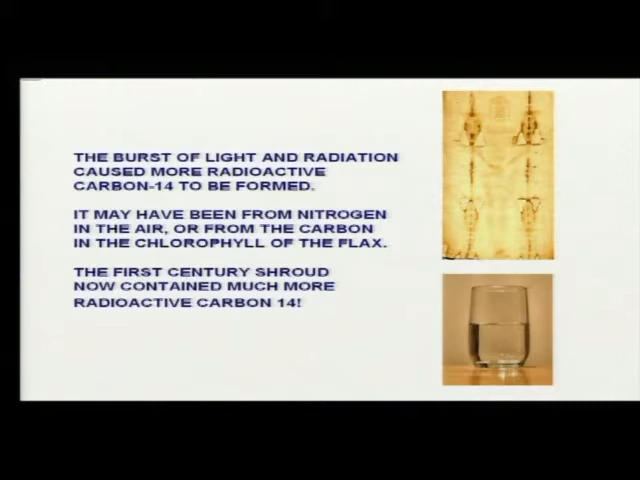 THE BURST OF LIGHT AND RADIATION
CAUSED MORE RADIOACTIVE
CARBON-14 TO BE FORMED.
IT MAY HAVE BEEN FROM NITROGEN
IN THE AIR, OR FROM THE CARBON
IN THE CHLOROPHYLL OF THE FLAX.
THE FIRST CENTURY SHROUD
NOW CONTAINED MUCH MORE
RADIOACTIVE CARBON 14!